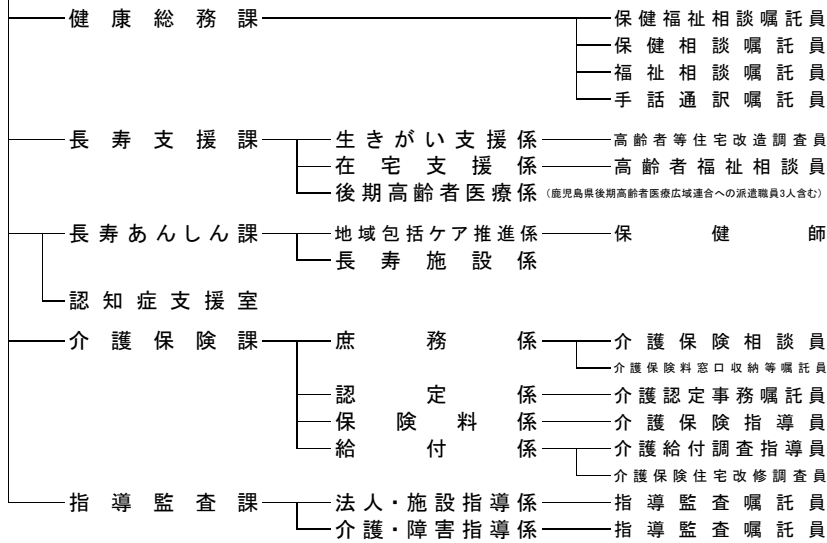 健康総務課 保健福祉相談嘱託員
保健相談嘱託員
福祉相談嘱託員
手話通訳嘱託員
長寿支援課 生きがい支援係 高齢者等住宅改造調査員
在宅支援係 高齢者福祉相談員
後期高齢者医療係 (鹿児島県後期高齢者医療広域連合への派遣職員3人含む)
長寿あんしん課 地域包括ケア推進係 保健師
長寿施設係
認知症支援室
介護保険課 庶務係 介護保険相談員
介護保険料窓口収納等嘱託員
認定係 介護認定事務嘱託員
保険料係 介護保険指導員
給付係 介護給付調査指導員
介護保険住宅改修調査員
指導監査課 法人・施設指導係 指導監査嘱託員
介護・障害指導係 指導監査嘱託員